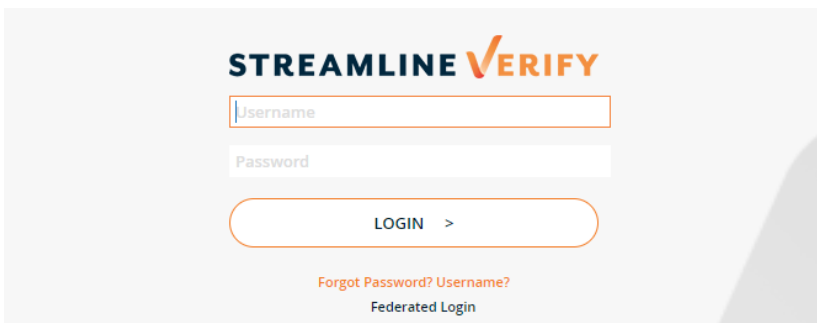 STREAMLINE VERIFY
Username
Password
LOGIN >
Forgot Password? Username?
Federated Login